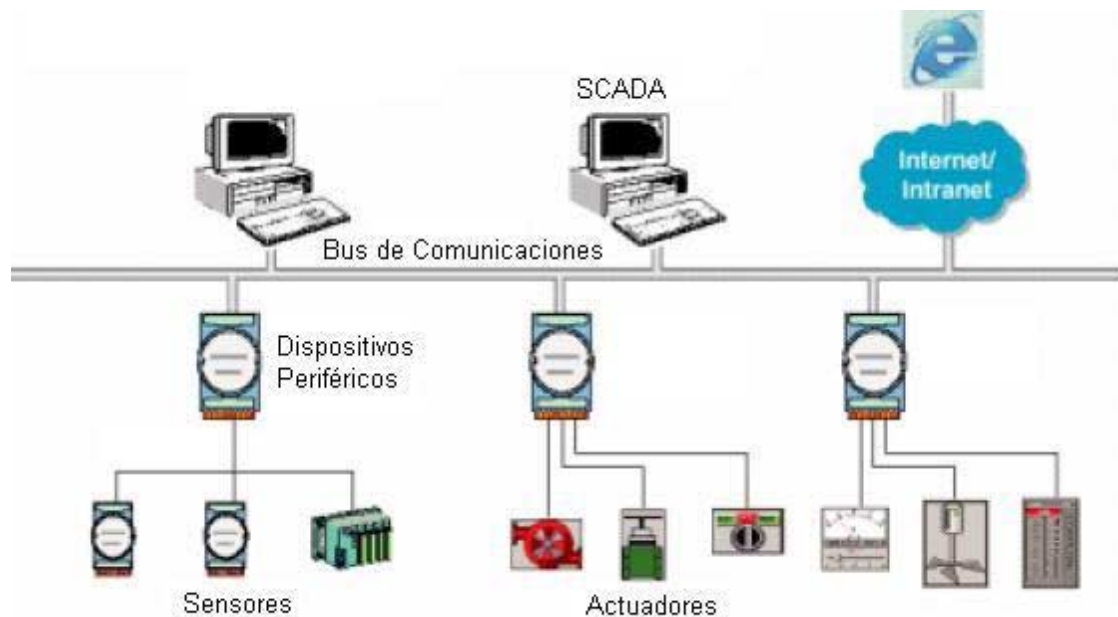 SCADA
Internet/
Intranet
Bus de Comunicaciones
Dispositivos
Periféricos
Sensores
Actuadores